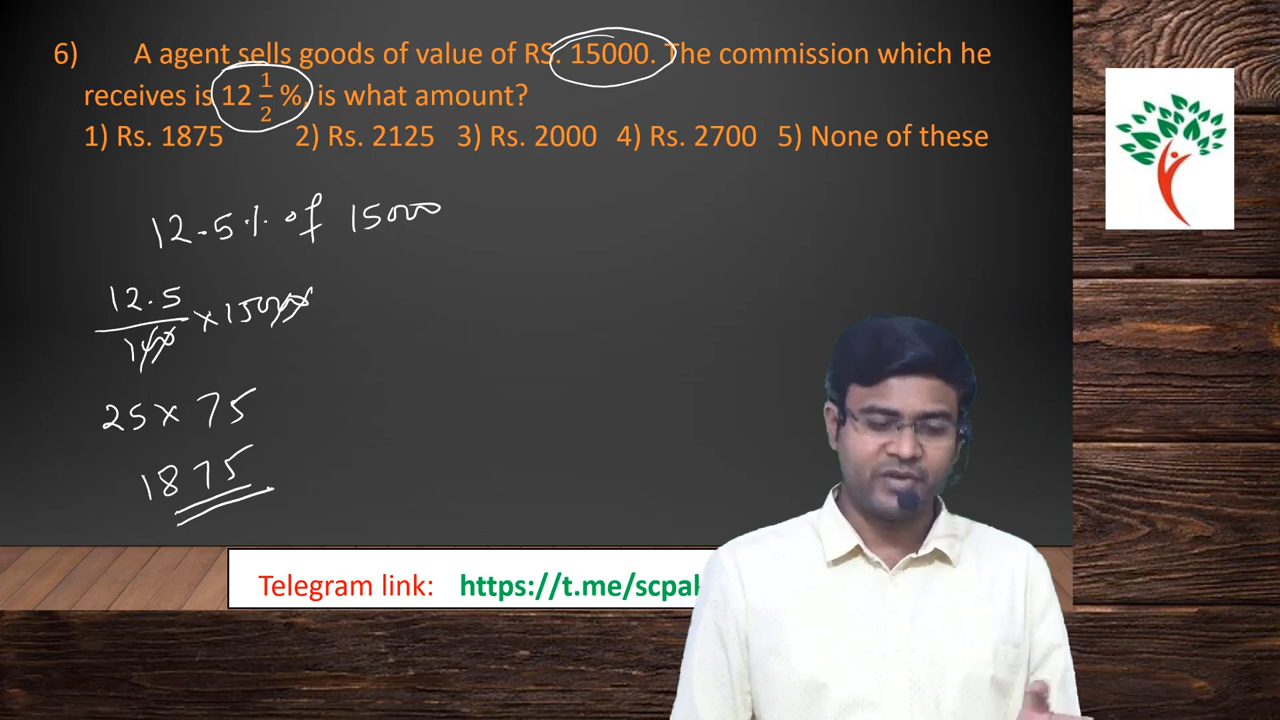 6) A agent sells goods of value of RS. 15000. The commission which he
receives is 12 1/2 %, is what amount?
1) Rs. 1875 2) Rs. 2125 3) Rs. 2000 4) Rs. 2700 5) None of these
12.5% of 15000
12.5/100 × 15000
25 × 75
1875
Telegram link: https://t.me/scpa